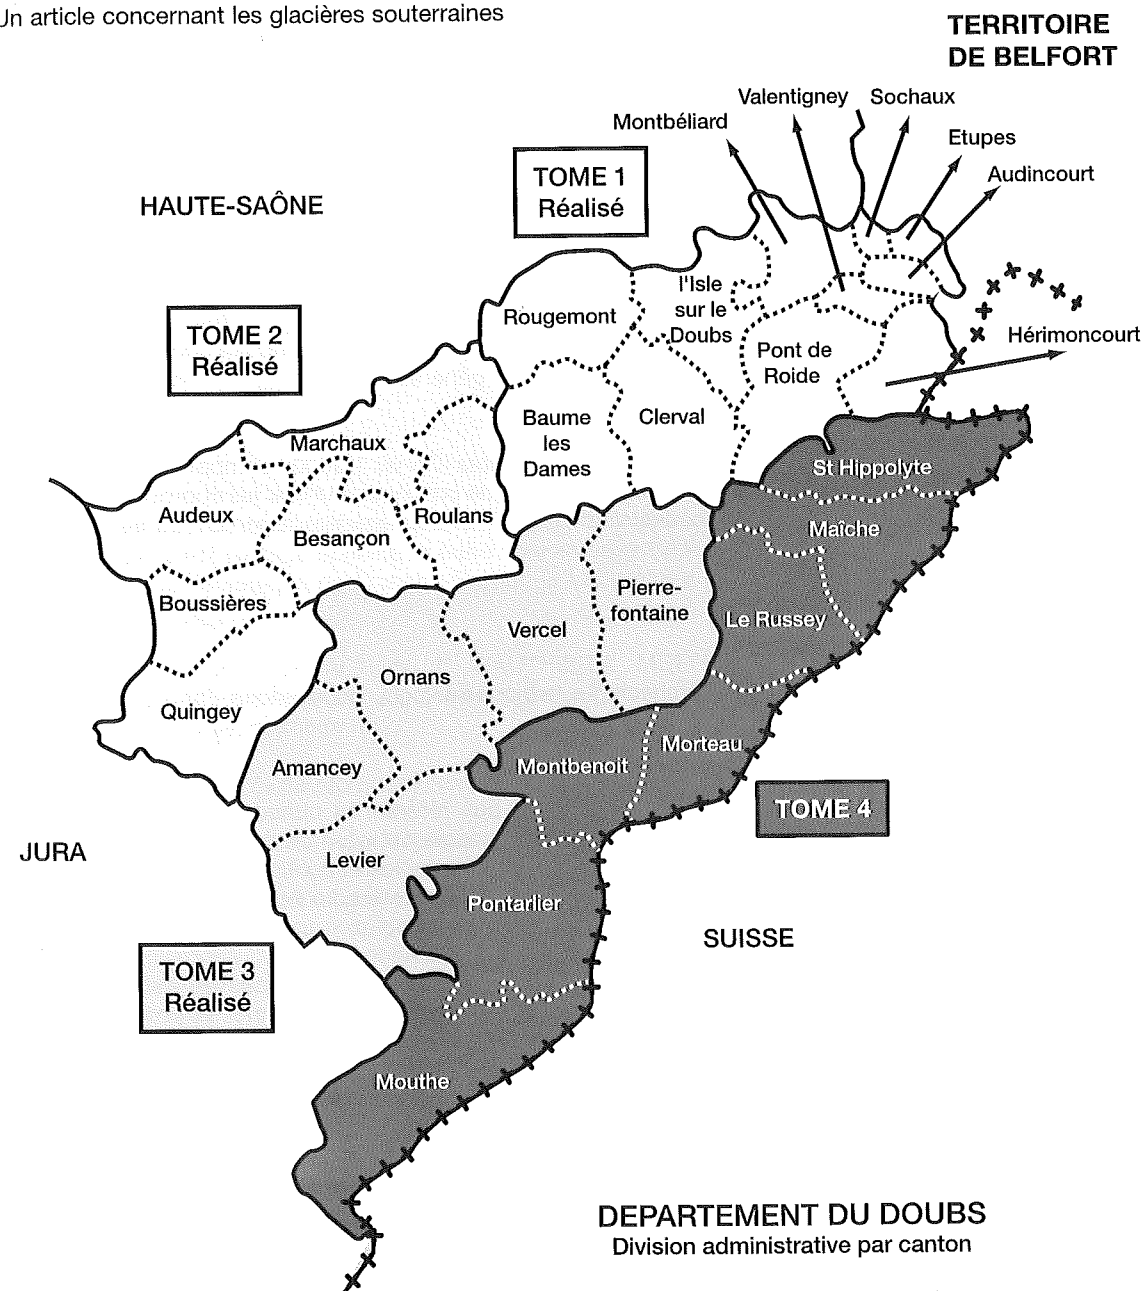 Un article concernant les glacières souterraines
TERRITOIRE
DE BELFORT
Valentigney
Sochaux
Montbéliard
Etupes
Audincourt
TOME 1
Réalisé
HAUTE-SAÔNE
l'Isle
sur le
Doubs
Rougemont
TOME 2
Réalisé
Hérimoncourt
Pont de
Roide
Baume
les
Dames
Clerval
Marchaux
St Hippolyte
Audeux
Roulans
Maîche
Besançon
Boussières
Pierre-
fontaine
Vercel
Le Russey
Ornans
Quingey
Morteau
Amancey
Montbenoit
TOME 4
JURA
Levier
Pontarlier
SUISSE
TOME 3
Réalisé
Mouthe
DEPARTEMENT DU DOUBS
Division administrative par canton